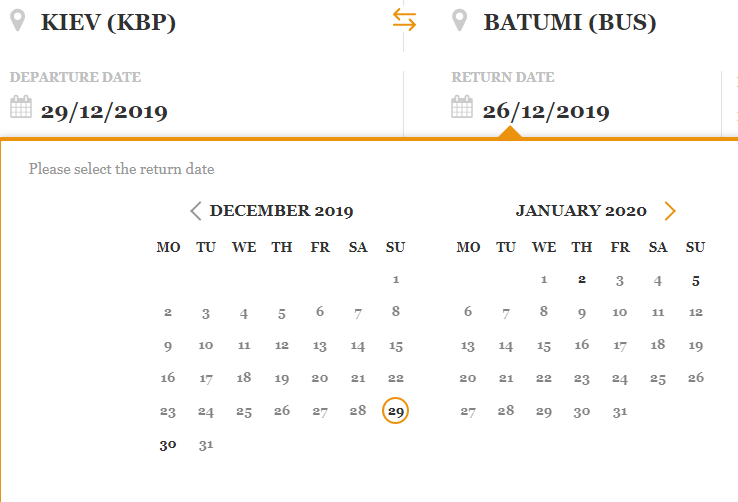 KIEV (KBP) BATUMI (BUS)
DEPARTURE DATE RETURN DATE
29/12/2019 26/12/2019
Please select the return date
DECEMBER 2019
MO TU WE TH FR SA SU
1
2 3 4 5 6 7 8
9 10 11 12 13 14 15
16 17 18 19 20 21 22
23 24 25 26 27 28 29
30 31
JANUARY 2020
MO TU WE TH FR SA SU
1 2 3 4 5
6 7 8 9 10 11 12
13 14 15 16 17 18 19
20 21 22 23 24 25 26
27 28 29 30 31